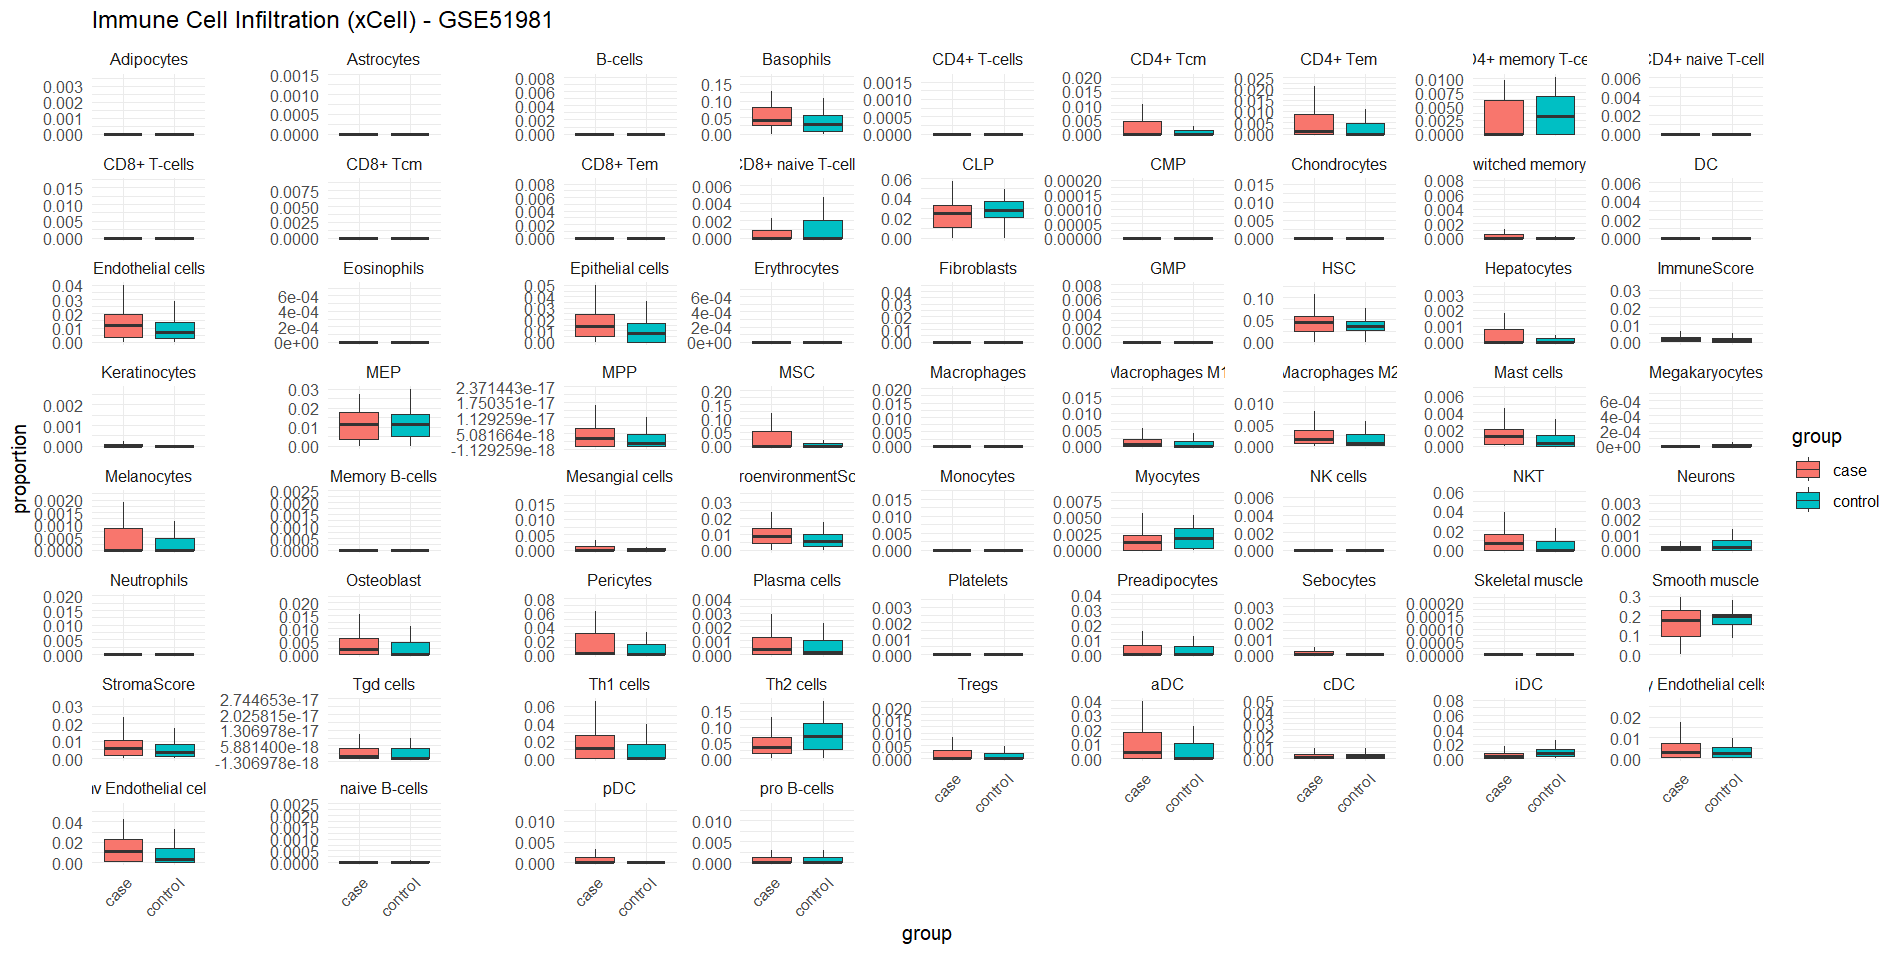 Immune Cell Infiltration (xCell) - GSE51981
Adipocytes Astrocytes B-cells Basophils CD4+ T-cells CD4+ Tcm CD4+ Tem D4+ memory T-ce CD4+ naive T-cell
0.003 0.002 0.001 0.000
0.0015 0.0010 0.0005 0.0000
0.008 0.006 0.004 0.002 0.000
0.15 0.10 0.05 0.00
0.0015 0.0010 0.0005 0.0000
0.020 0.015 0.010 0.005 0.000
0.025 0.020 0.015 0.010 0.005 0.000
0.0100 0.0075 0.0050 0.0025 0.0000
0.006 0.004 0.002 0.000
CD8+ T-cells CD8+ Tcm CD8+ Tem CD8+ naive T-cell CLP CMP Chondrocytes witched memory DC
0.015 0.010 0.005 0.000
0.0075 0.0050 0.0025 0.0000
0.008 0.006 0.004 0.002 0.000
0.006 0.004 0.002 0.000
0.06 0.04 0.02 0.00
0.00020 0.00015 0.00010 0.00005 0.00000
0.015 0.010 0.005 0.000
0.008 0.006 0.004 0.002 0.000
0.006 0.004 0.002 0.000
Endothelial cells Eosinophils Epithelial cells Erythrocytes Fibroblasts GMP HSC Hepatocytes ImmuneScore
0.04 0.03 0.02 0.01 0.00
6e-04 4e-04 2e-04 0e+00
0.05 0.04 0.03 0.02 0.01 0.00
6e-04 4e-04 2e-04 0e+00
0.04 0.03 0.02 0.01 0.00
0.008 0.006 0.004 0.002 0.000
0.10 0.05 0.00
0.003 0.002 0.001 0.000
0.03 0.02 0.01 0.00
Keratinocytes MEP MPP MSC Macrophages Macrophages M1 Macrophages M2 Mast cells Megakaryocytes
0.002 0.001 0.000
0.03 0.02 0.01 0.00
2.371443e-17 1.750351e-17 1.129259e-17 5.081664e-18 -1.129259e-18
0.20 0.15 0.10 0.05 0.00
0.020 0.015 0.010 0.005 0.000
0.015 0.010 0.005 0.000
0.010 0.005 0.000
0.006 0.004 0.002 0.000
6e-04 4e-04 2e-04 0e+00
Melanocytes Memory B-cells Mesangial cells roenvironmentSc Monocytes Myocytes NK cells NKT Neurons
0.0020 0.0015 0.0010 0.0005 0.0000
0.0025 0.0020 0.0015 0.0010 0.0005 0.0000
0.015 0.010 0.005 0.000
0.03 0.02 0.01 0.00
0.015 0.010 0.005 0.000
0.0075 0.0050 0.0025 0.0000
0.006 0.004 0.002 0.000
0.06 0.04 0.02 0.00
0.003 0.002 0.001 0.000
Neutrophils Osteoblast Pericytes Plasma cells Platelets Preadipocytes Sebocytes Skeletal muscle Smooth muscle
0.020 0.015 0.010 0.005 0.000
0.020 0.015 0.010 0.005 0.000
0.08 0.06 0.04 0.02 0.00
0.004 0.003 0.002 0.001 0.000
0.003 0.002 0.001 0.000
0.04 0.03 0.02 0.01 0.00
0.003 0.002 0.001 0.000
0.00020 0.00015 0.00010 0.00005 0.00000
0.3 0.2 0.1 0.0
StromaScore Tgd cells Th1 cells Th2 cells Tregs aDC cDC iDC y Endothelial cells
0.03 0.02 0.01 0.00
2.744653e-17 2.025815e-17 1.306978e-17 5.881400e-18 -1.306978e-18
0.06 0.04 0.02 0.00
0.15 0.10 0.05 0.00
0.020 0.015 0.010 0.005 0.000
0.04 0.03 0.02 0.01 0.00
0.05 0.04 0.03 0.02 0.01 0.00
0.08 0.06 0.04 0.02 0.00
0.02 0.01 0.00
case control case control case control case control case control
nv Endothelial cel naive B-cells pDC pro B-cells
0.04 0.02 0.00
0.0025 0.0020 0.0015 0.0010 0.0005 0.0000
0.010 0.005 0.000
0.010 0.005 0.000
case control case control case control case control
group
proportion
group
case
control